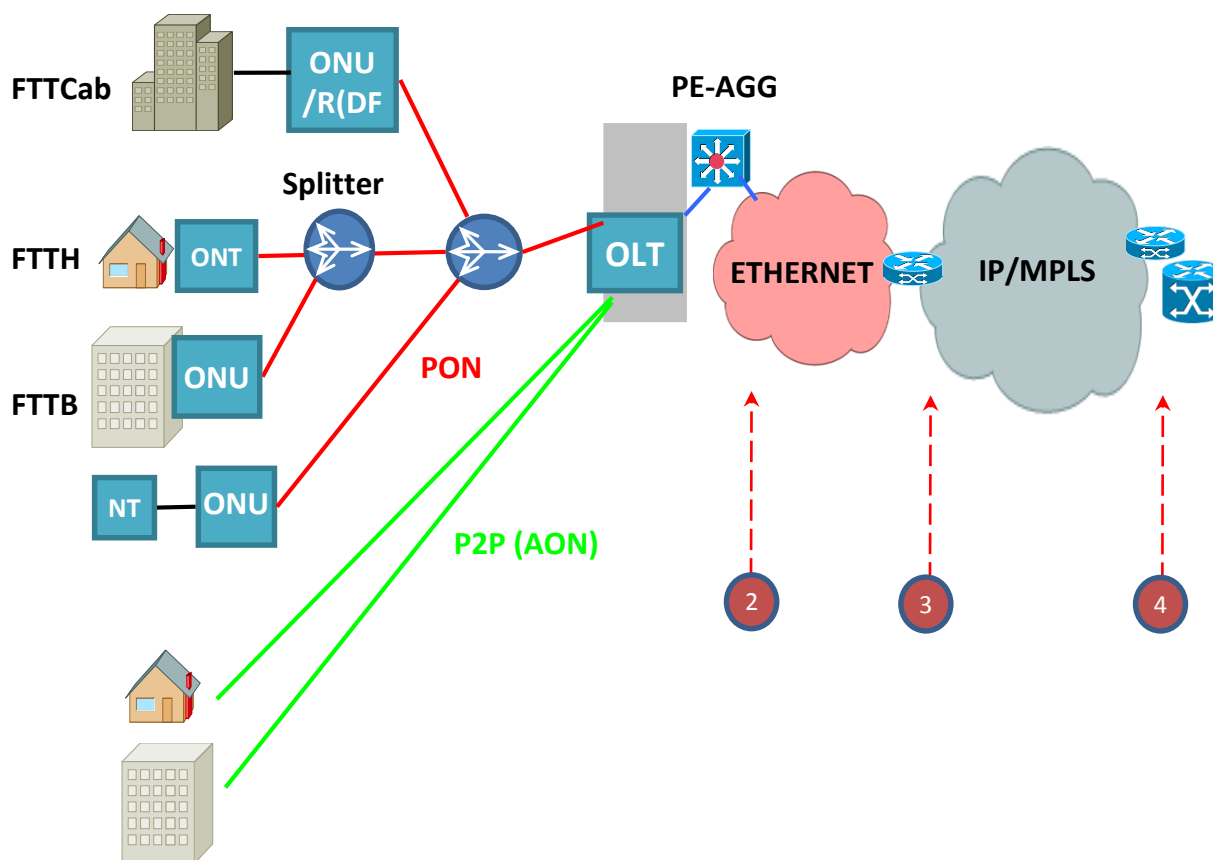 FTTCab
ONU
/R(DF
PE-AGG
Splitter
FTTH
ONT
OLT
ETHERNET
IP/MPLS
FTTB
ONU
PON
NT
ONU
P2P (AON)
2
3
4